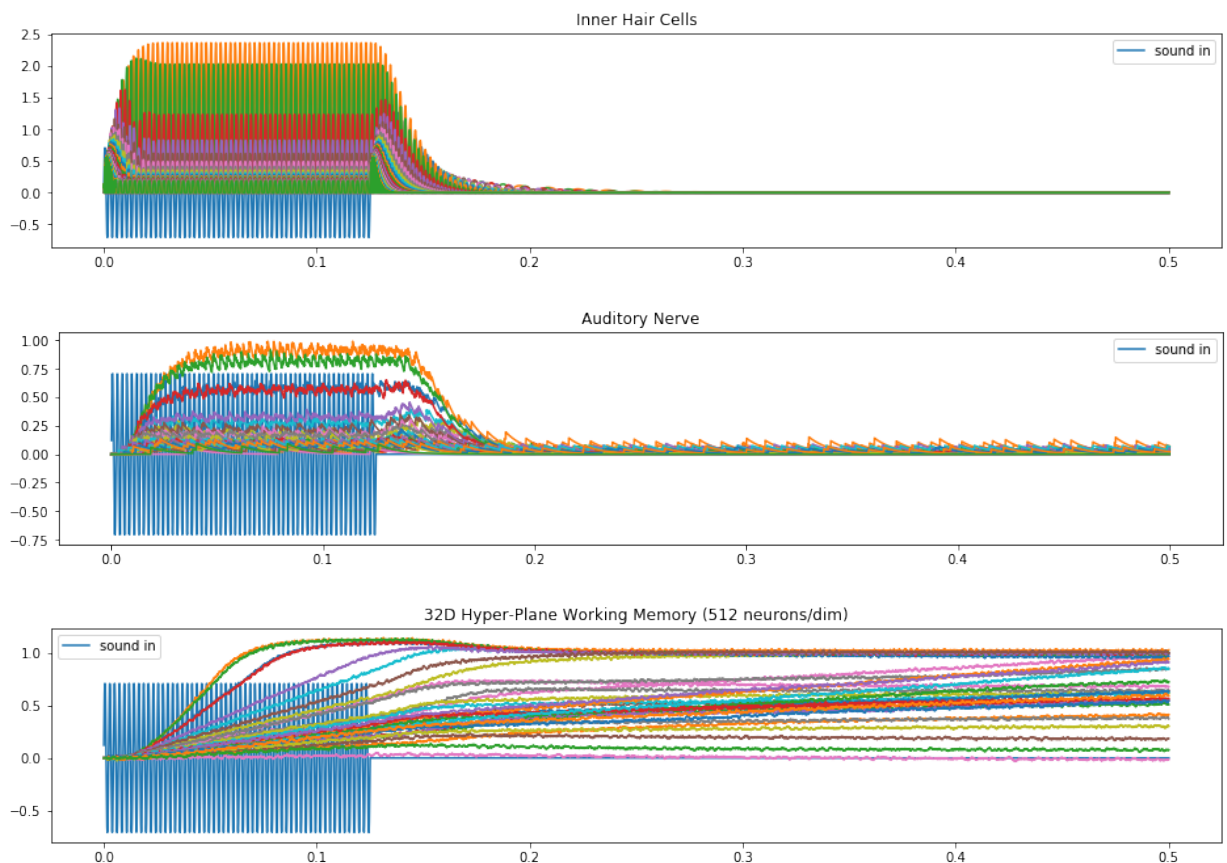 Inner Hair Cells
2.5
2.0
1.5
1.0
0.5
0.0
−0.5
sound in
0.0 0.1 0.2 0.3 0.4 0.5
Auditory Nerve
1.00
0.75
0.50
0.25
0.00
−0.25
−0.50
−0.75
sound in
0.0 0.1 0.2 0.3 0.4 0.5
32D Hyper-Plane Working Memory (512 neurons/dim)
sound in
1.0
0.5
0.0
−0.5
0.0 0.1 0.2 0.3 0.4 0.5